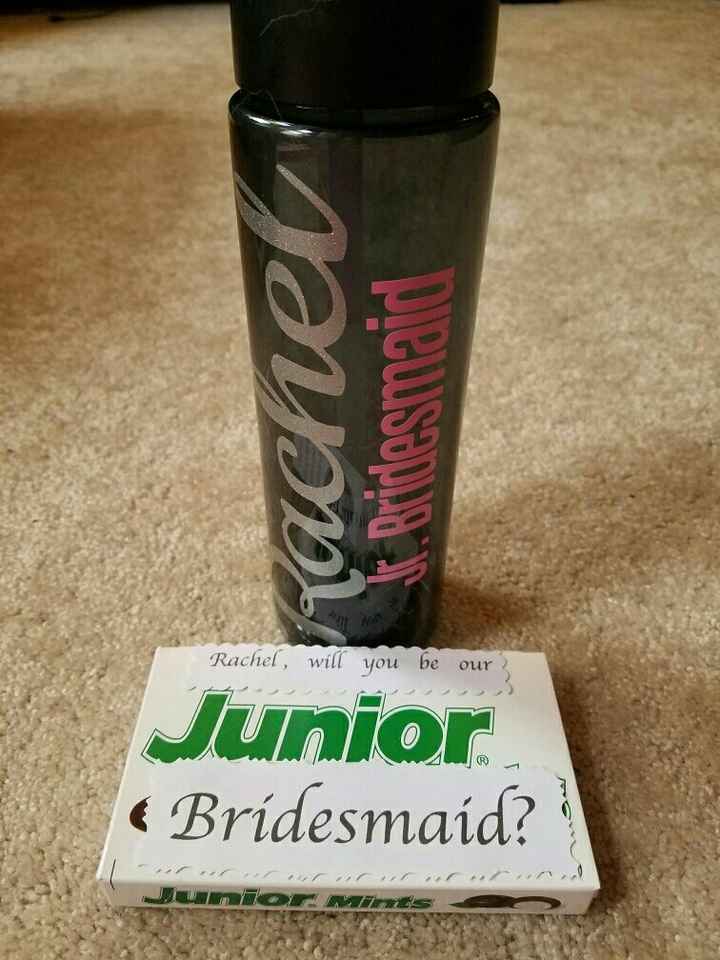 Rachel
Jr. Bridesmaid
Rachel, will you be our
Junior®
Bridesmaid?
Junior® Mints